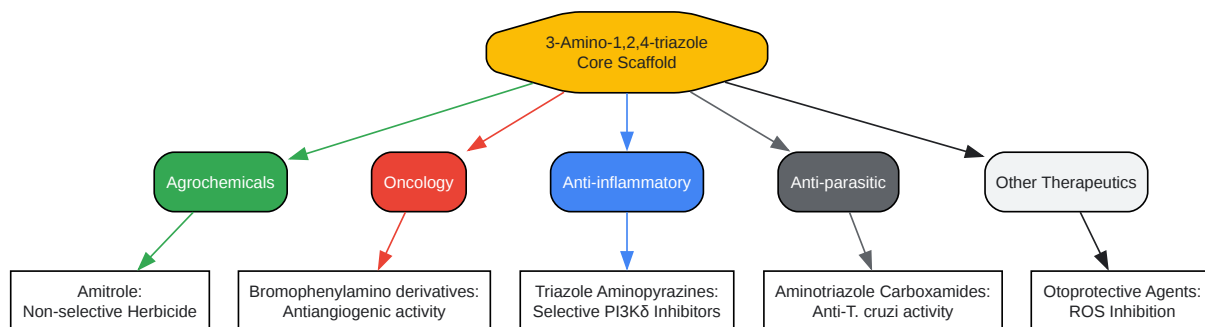 3-Amino-1,2,4-triazole
Core Scaffold
Agrochemicals
Oncology
Anti-inflammatory
Anti-parasitic
Other Therapeutics
Amitrole:
Non-selective Herbicide
Bromophenylamino derivatives:
Antiangiogenic activity
Triazole Aminopyrazines:
Selective PI3Kδ Inhibitors
Aminotriazole Carboxamides:
Anti-T. cruzi activity
Otoprotective Agents:
ROS Inhibition